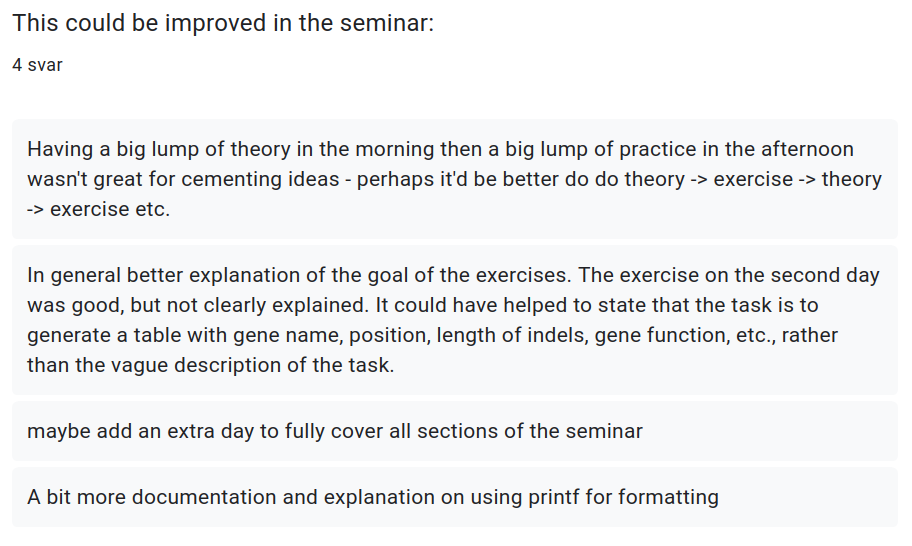 This could be improved in the seminar:
4 svar
Having a big lump of theory in the morning then a big lump of practice in the afternoon
wasn't great for cementing ideas - perhaps it'd be better do do theory -> exercise -> theory
-> exercise etc.
In general better explanation of the goal of the exercises. The exercise on the second day
was good, but not clearly explained. It could have helped to state that the task is to
generate a table with gene name, position, length of indels, gene function, etc., rather
than the vague description of the task.
maybe add an extra day to fully cover all sections of the seminar
A bit more documentation and explanation on using printf for formatting